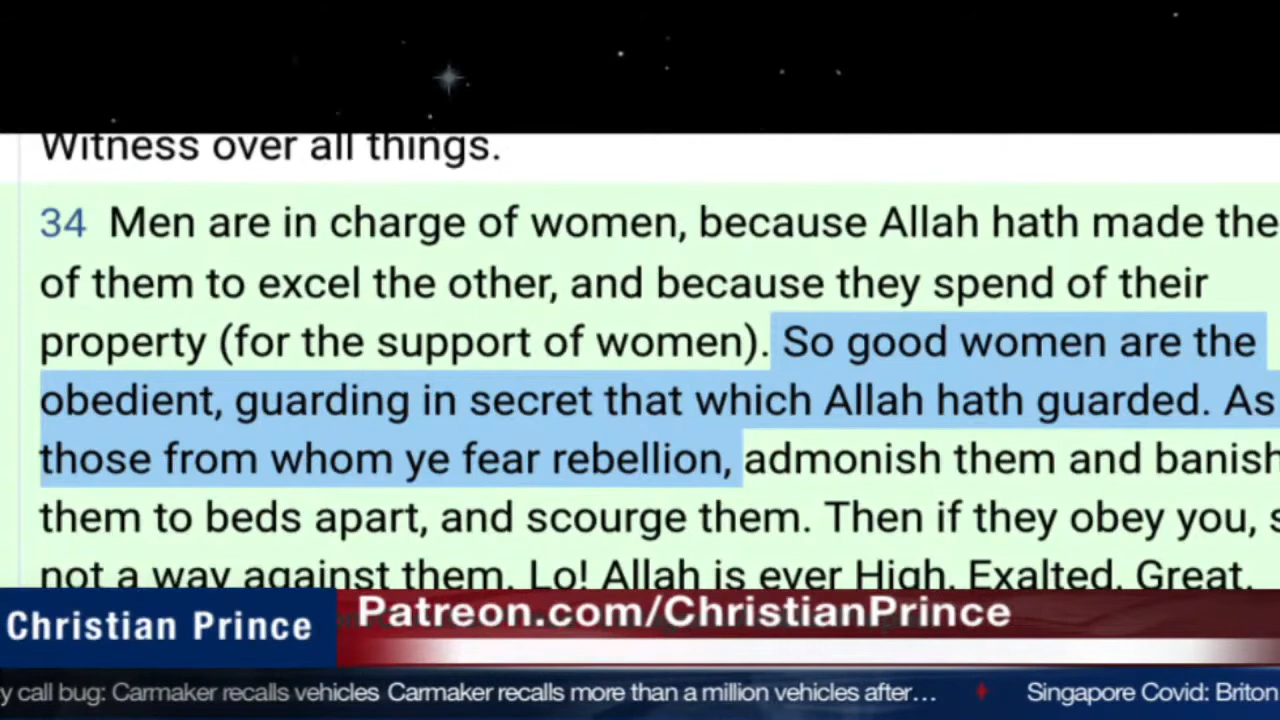 Witness over all things.
34 Men are in charge of women, because Allah hath made the
of them to excel the other, and because they spend of their
property (for the support of women). So good women are the
obedient, guarding in secret that which Allah hath guarded. As
those from whom ye fear rebellion, admonish them and banish
them to beds apart, and scourge them. Then if they obey you, s
not a way against them. Lo! Allah is ever High, Exalted, Great.
Christian Prince
Patreon.com/ChristianPrince
y call bug: Carmaker recalls vehicles Carmaker recalls more than a million vehicles after… Singapore Covid: Briton